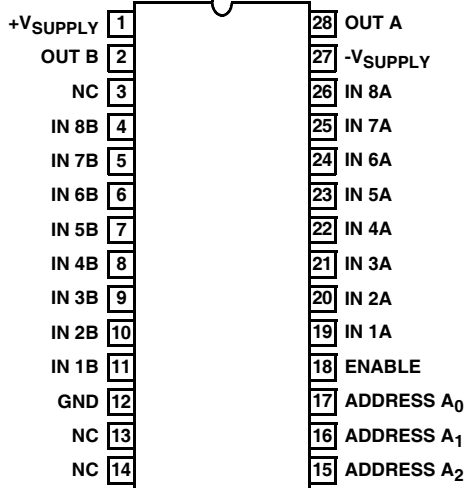 +VSUPPLY 1 28 OUT A
OUT B 2 27 -VSUPPLY
NC 3 26 IN 8A
IN 8B 4 25 IN 7A
IN 7B 5 24 IN 6A
IN 6B 6 23 IN 5A
IN 5B 7 22 IN 4A
IN 4B 8 21 IN 3A
IN 3B 9 20 IN 2A
IN 2B 10 19 IN 1A
IN 1B 11 18 ENABLE
GND 12 17 ADDRESS A0
NC 13 16 ADDRESS A1
NC 14 15 ADDRESS A2